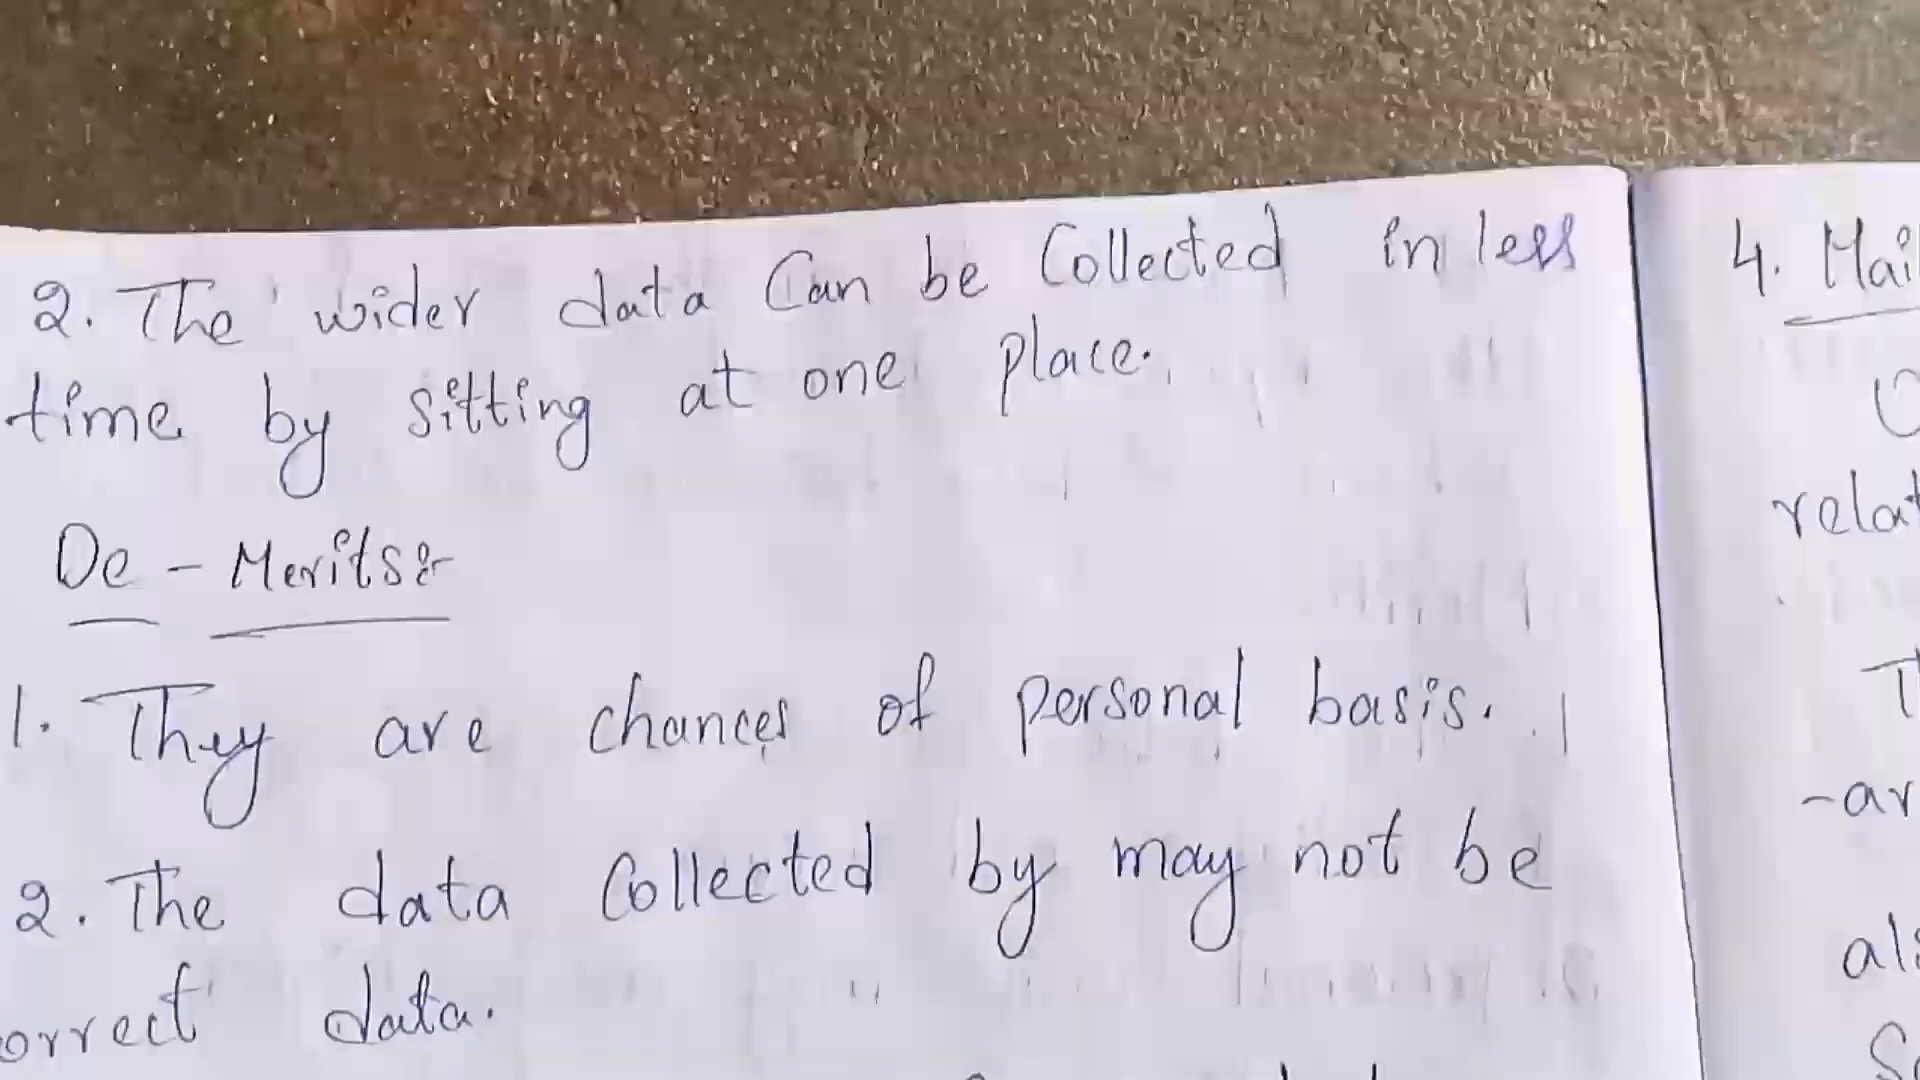 2. The wider data Can be Collected in less
time by sitting at one place.
De - Merits:-
1. They are chances of personal basis.
2. The data Collected by may not be
orrect data.
4. Mai
relat
-ar
als